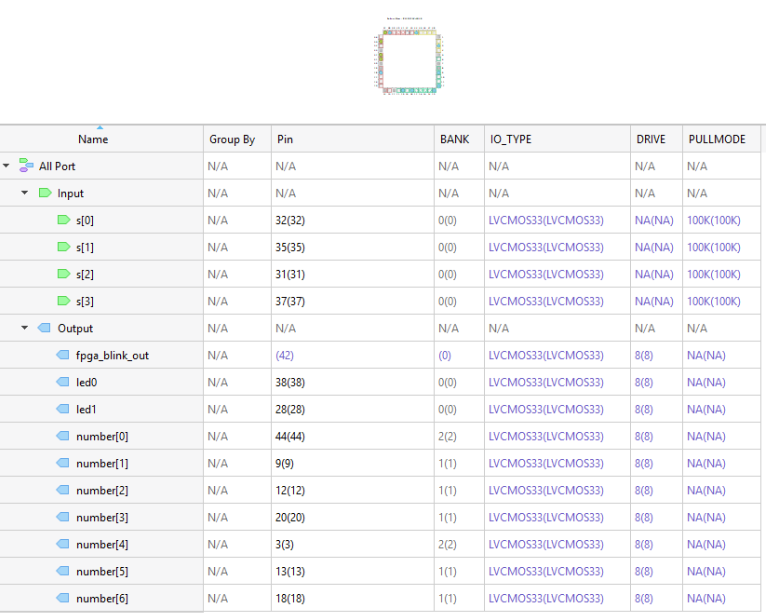 Name Group By Pin BANK IO_TYPE DRIVE PULLMODE
All Port N/A N/A N/A N/A N/A N/A
Input N/A N/A N/A N/A N/A N/A
s[0] N/A 32(32) 0(0) LVCMOS33(LVCMOS33) NA(NA) 100K(100K)
s[1] N/A 35(35) 0(0) LVCMOS33(LVCMOS33) NA(NA) 100K(100K)
s[2] N/A 31(31) 0(0) LVCMOS33(LVCMOS33) NA(NA) 100K(100K)
s[3] N/A 37(37) 0(0) LVCMOS33(LVCMOS33) NA(NA) 100K(100K)
Output N/A N/A N/A N/A N/A N/A
fpga_blink_out N/A (42) (0) LVCMOS33(LVCMOS33) 8(8) NA(NA)
led0 N/A 38(38) 0(0) LVCMOS33(LVCMOS33) 8(8) NA(NA)
led1 N/A 28(28) 0(0) LVCMOS33(LVCMOS33) 8(8) NA(NA)
number[0] N/A 44(44) 2(2) LVCMOS33(LVCMOS33) 8(8) NA(NA)
number[1] N/A 9(9) 1(1) LVCMOS33(LVCMOS33) 8(8) NA(NA)
number[2] N/A 12(12) 1(1) LVCMOS33(LVCMOS33) 8(8) NA(NA)
number[3] N/A 20(20) 1(1) LVCMOS33(LVCMOS33) 8(8) NA(NA)
number[4] N/A 3(3) 2(2) LVCMOS33(LVCMOS33) 8(8) NA(NA)
number[5] N/A 13(13) 1(1) LVCMOS33(LVCMOS33) 8(8) NA(NA)
number[6] N/A 18(18) 1(1) LVCMOS33(LVCMOS33) 8(8) NA(NA)